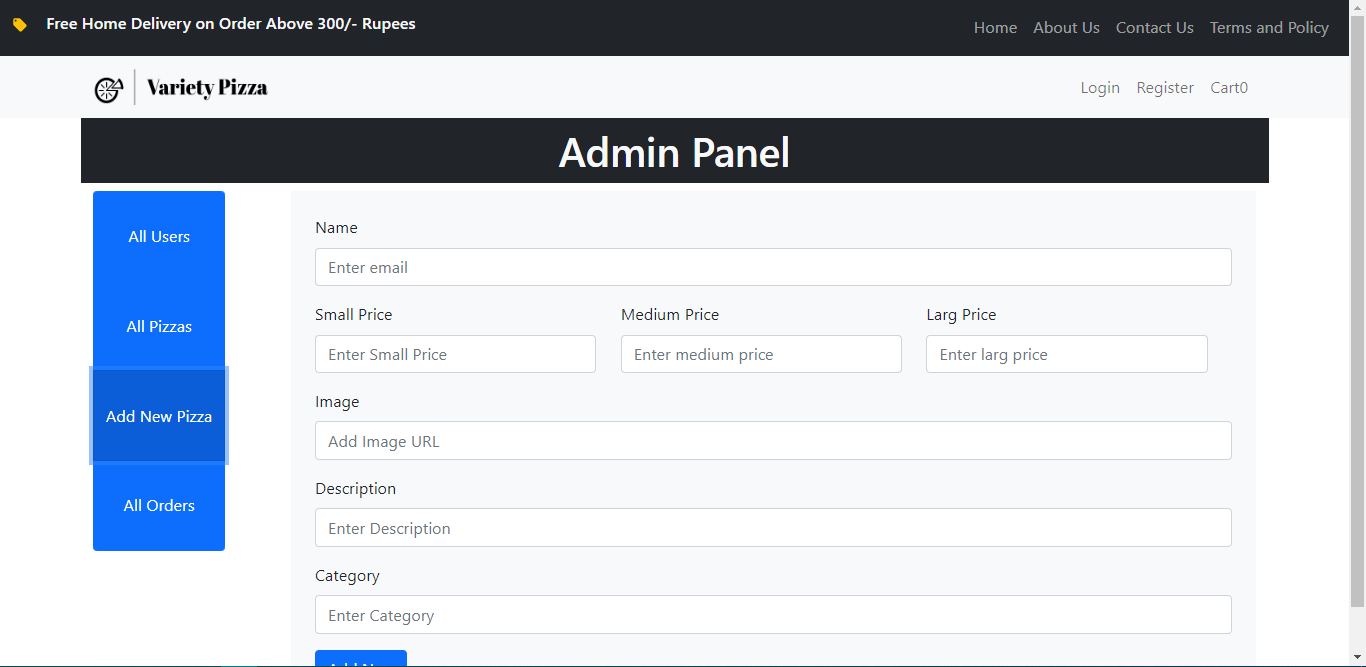 Free Home Delivery on Order Above 300/- Rupees
Home About Us Contact Us Terms and Policy
Variety Pizza
Login Register Cart0
Admin Panel
All Users
All Pizzas
Add New Pizza
All Orders
Name
Enter email
Small Price Medium Price Larg Price
Enter Small Price Enter medium price Enter larg price
Image
Add Image URL
Description
Enter Description
Category
Enter Category
Add New